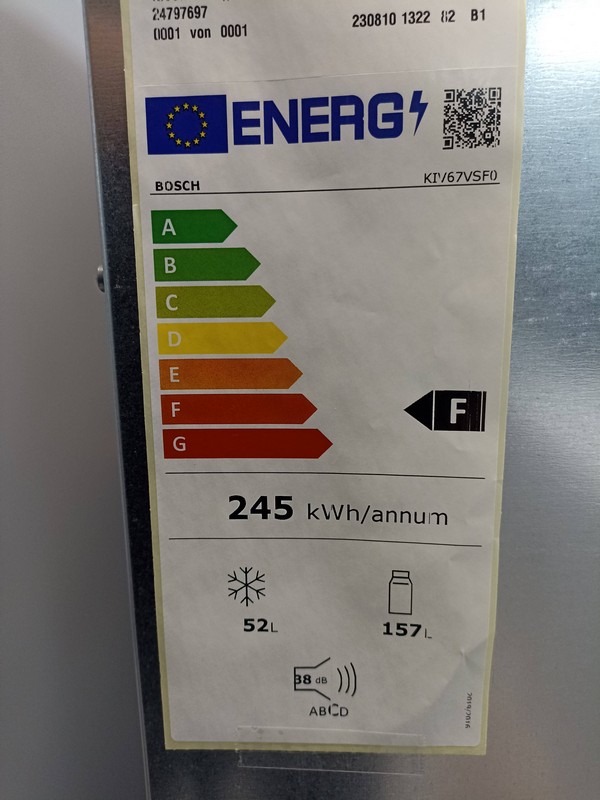 24797697
230810 1322 82 B1
0001 von 0001
ENERG
BOSCH
A
B
C
D
E
F
G
F
245 kWh/annum
52L
157L
38 dB
ABCD
2019/2016